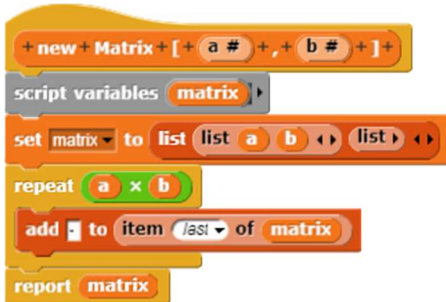 + new + Matrix + [ + a # + , + b # + ] +
script variables matrix
set matrix to list list a b list
repeat a × b
add - to item last of matrix
report matrix